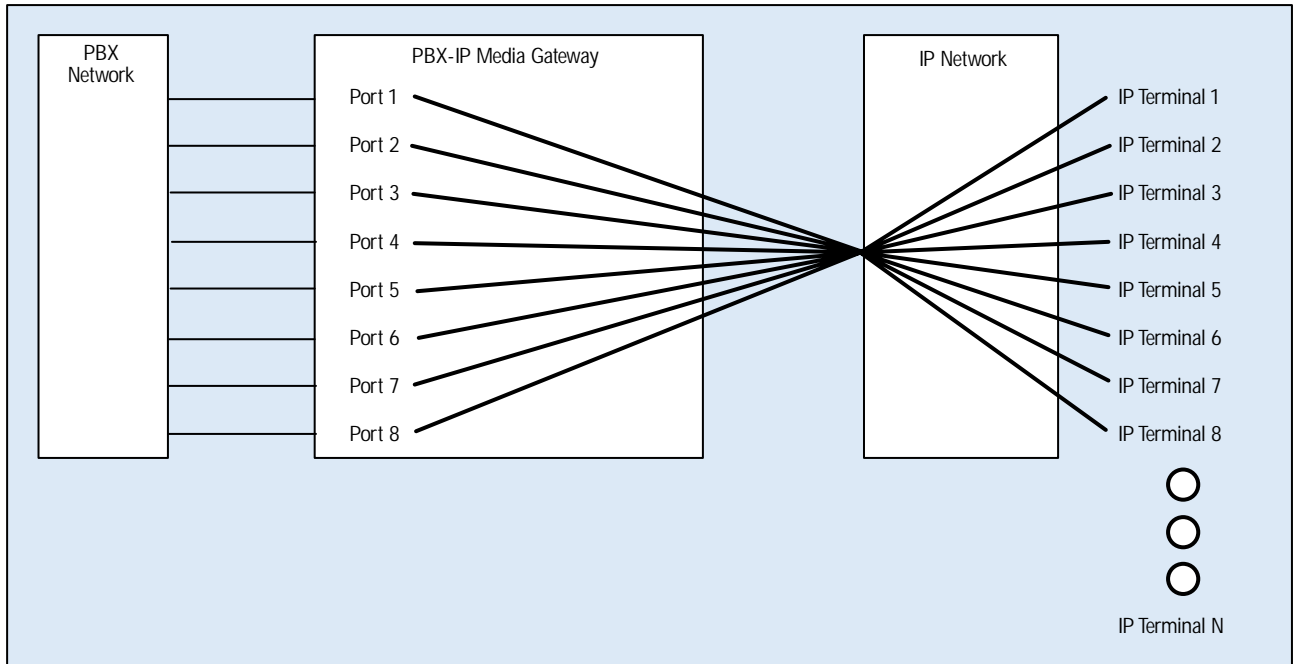 PBX
Network
PBX-IP Media Gateway
IP Network
Port 1
Port 2
Port 3
Port 4
Port 5
Port 6
Port 7
Port 8
IP Terminal 1
IP Terminal 2
IP Terminal 3
IP Terminal 4
IP Terminal 5
IP Terminal 6
IP Terminal 7
IP Terminal 8
IP Terminal N